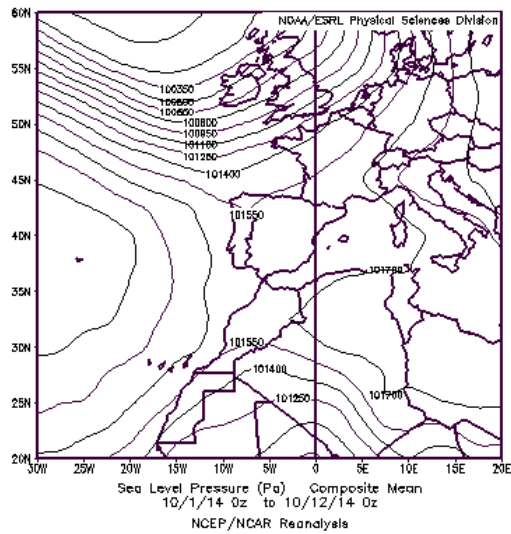 60N
NOAA/ESRL Physical Sciences Division
55N
100350
100650
100800
50N
100950
101100
101250
101400
45N
101550
40N
101700
35N
30N
101550
101400
101700
25N
101250
20N
30W 25W 20W 15W 10W 5W 0 5E 10E 15E 20E
Sea Level Pressure (Pa) Composite Mean
10/1/14 0z to 10/12/14 0z
NCEP/NCAR Reanalysis